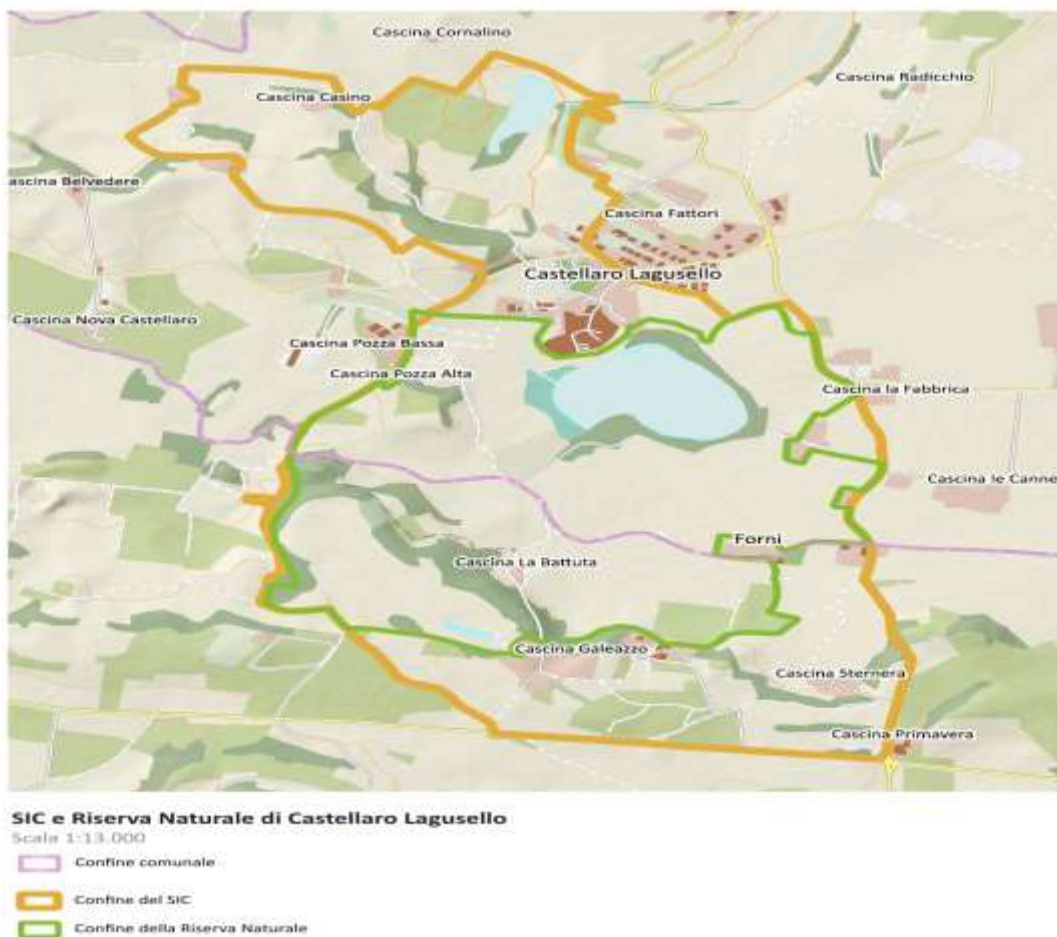 Cascina Cornalino
Cascina Radicchio
Cascina Casino
ascina Belvedere
Cascina Fattori
Castellaro Lagusello
Cascina Nova Castellaro
Cascina Pozza Bassa
Cascina Pozza Alta
Cascina la Fabbrica
Cascina le Canne
Forni
Cascina La Battuta
Cascina Galeazzo
Cascina Sternera
Cascina Primavera
SIC e Riserva Naturale di Castellaro Lagusello
Scala 1:13.000
Confine comunale
Confine del SIC
Confine della Riserva Naturale